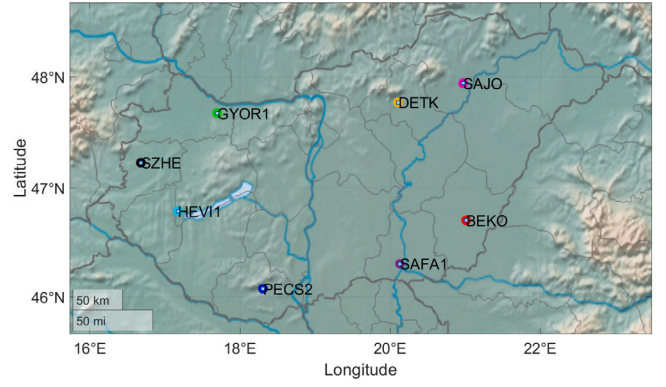 48°N
47°N
46°N
Latitude
SAJO
DETK
GYOR1
SZHE
HEVI1
BEKO
SAFA1
PECS2
50 km
50 mi
16°E
18°E
20°E
22°E
Longitude